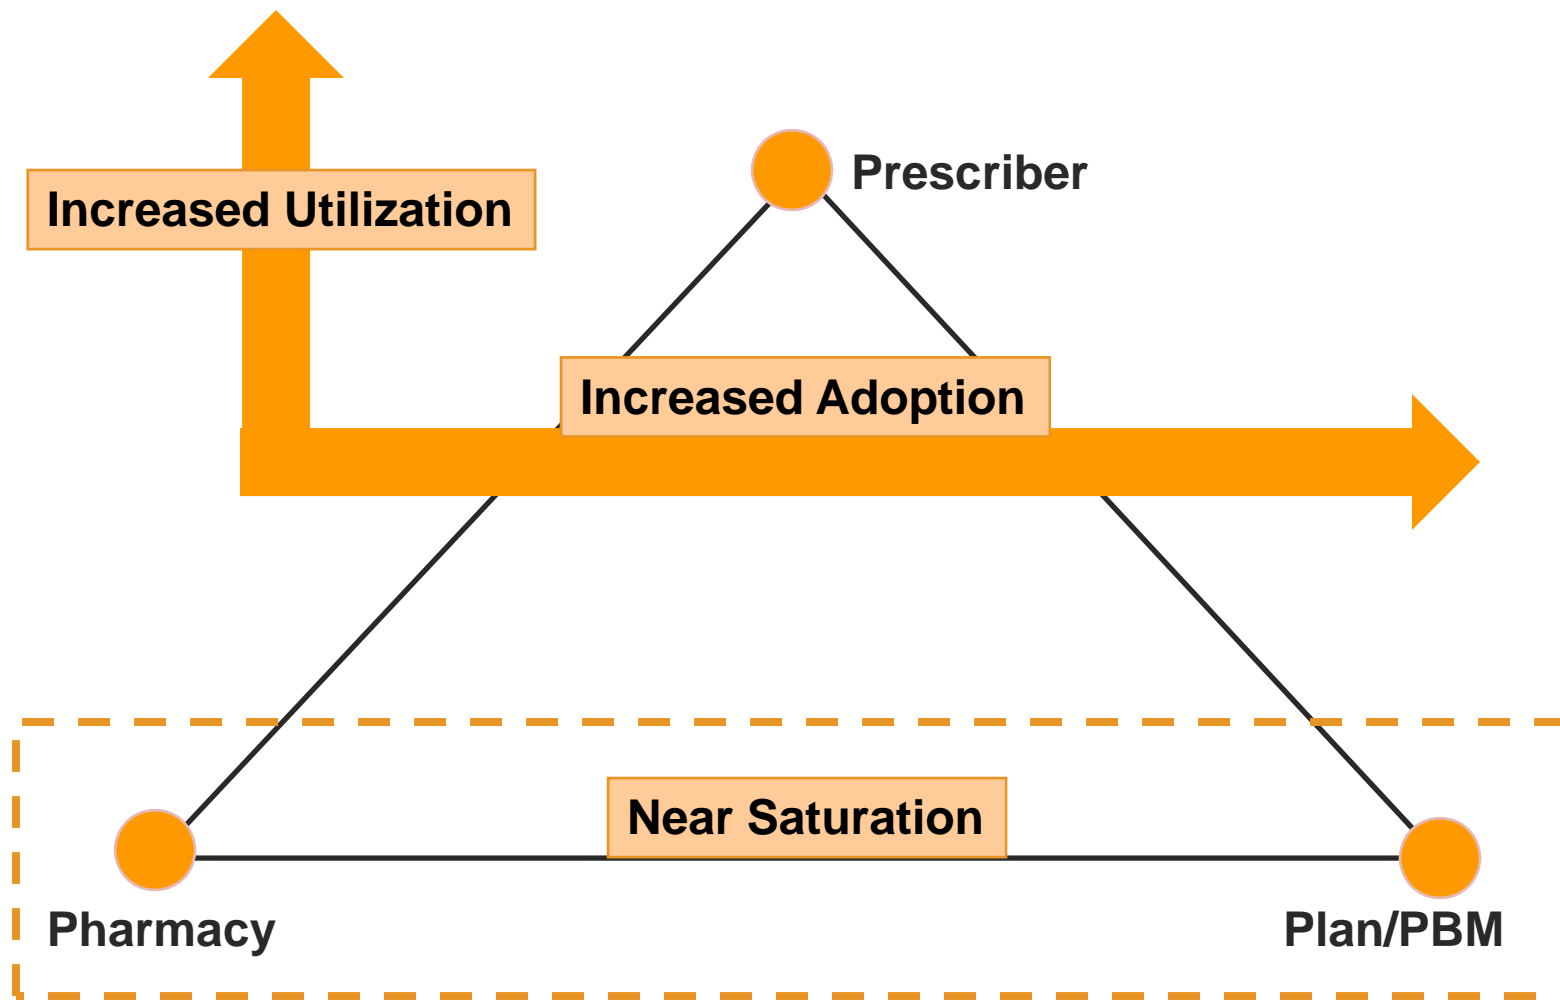 Prescriber
Increased Utilization
Increased Adoption
Near Saturation
Pharmacy
Plan/PBM